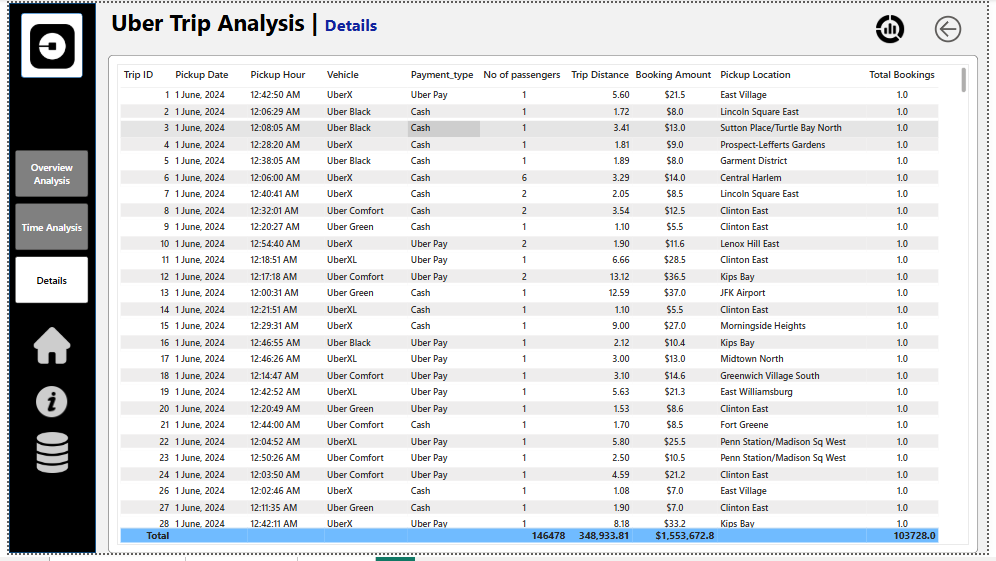 Uber Trip Analysis | Details
Overview
Analysis
Time Analysis
Details
Trip ID Pickup Date Pickup Hour Vehicle Payment_type No of passengers Trip Distance Booking Amount Pickup Location Total Bookings
1 1 June, 2024 12:42:50 AM UberX Uber Pay 1 5.60 $21.5 East Village 1.0
2 1 June, 2024 12:06:29 AM Uber Black Cash 1 1.72 $8.0 Lincoln Square East 1.0
3 1 June, 2024 12:08:05 AM Uber Black Cash 1 3.41 $13.0 Sutton Place/Turtle Bay North 1.0
4 1 June, 2024 12:28:20 AM UberX Cash 1 1.81 $9.0 Prospect-Lefferts Gardens 1.0
5 1 June, 2024 12:38:05 AM Uber Black Cash 1 1.89 $8.0 Garment District 1.0
6 1 June, 2024 12:06:00 AM UberX Cash 6 3.29 $14.0 Central Harlem 1.0
7 1 June, 2024 12:40:41 AM UberX Cash 2 2.05 $8.5 Lincoln Square East 1.0
8 1 June, 2024 12:32:01 AM Uber Comfort Cash 2 3.54 $12.5 Clinton East 1.0
9 1 June, 2024 12:20:27 AM Uber Green Cash 1 1.10 $5.5 Clinton East 1.0
10 1 June, 2024 12:54:40 AM UberX Uber Pay 2 1.90 $11.6 Lenox Hill East 1.0
11 1 June, 2024 12:18:51 AM UberXL Uber Pay 1 6.66 $28.5 Clinton East 1.0
12 1 June, 2024 12:17:18 AM Uber Comfort Uber Pay 2 13.12 $36.5 Kips Bay 1.0
13 1 June, 2024 12:00:31 AM Uber Green Cash 1 12.59 $37.0 JFK Airport 1.0
14 1 June, 2024 12:21:51 AM UberXL Cash 1 1.10 $5.5 Clinton East 1.0
15 1 June, 2024 12:29:31 AM UberX Cash 1 9.00 $27.0 Morningside Heights 1.0
16 1 June, 2024 12:46:55 AM Uber Black Uber Pay 1 2.12 $10.4 Kips Bay 1.0
17 1 June, 2024 12:46:26 AM UberXL Uber Pay 1 3.00 $13.0 Midtown North 1.0
18 1 June, 2024 12:14:47 AM Uber Comfort Uber Pay 1 3.10 $14.6 Greenwich Village South 1.0
19 1 June, 2024 12:42:52 AM UberXL Uber Pay 1 5.63 $21.3 East Williamsburg 1.0
20 1 June, 2024 12:20:49 AM Uber Green Uber Pay 1 1.53 $8.6 Clinton East 1.0
21 1 June, 2024 12:44:00 AM Uber Comfort Cash 1 1.70 $8.5 Fort Greene 1.0
22 1 June, 2024 12:04:52 AM UberXL Uber Pay 1 5.80 $25.5 Penn Station/Madison Sq West 1.0
23 1 June, 2024 12:50:26 AM Uber Comfort Uber Pay 1 2.50 $10.5 Penn Station/Madison Sq West 1.0
24 1 June, 2024 12:03:50 AM Uber Comfort Uber Pay 1 4.59 $21.2 Clinton East 1.0
26 1 June, 2024 12:02:46 AM UberX Cash 1 1.08 $7.0 East Village 1.0
27 1 June, 2024 12:11:35 AM Uber Green Cash 1 1.90 $7.0 Clinton East 1.0
28 1 June, 2024 12:42:11 AM UberX Uber Pay 1 8.18 $33.2 Kips Bay 1.0
Total 146478 348,933.81 $1,553,672.8 103728.0